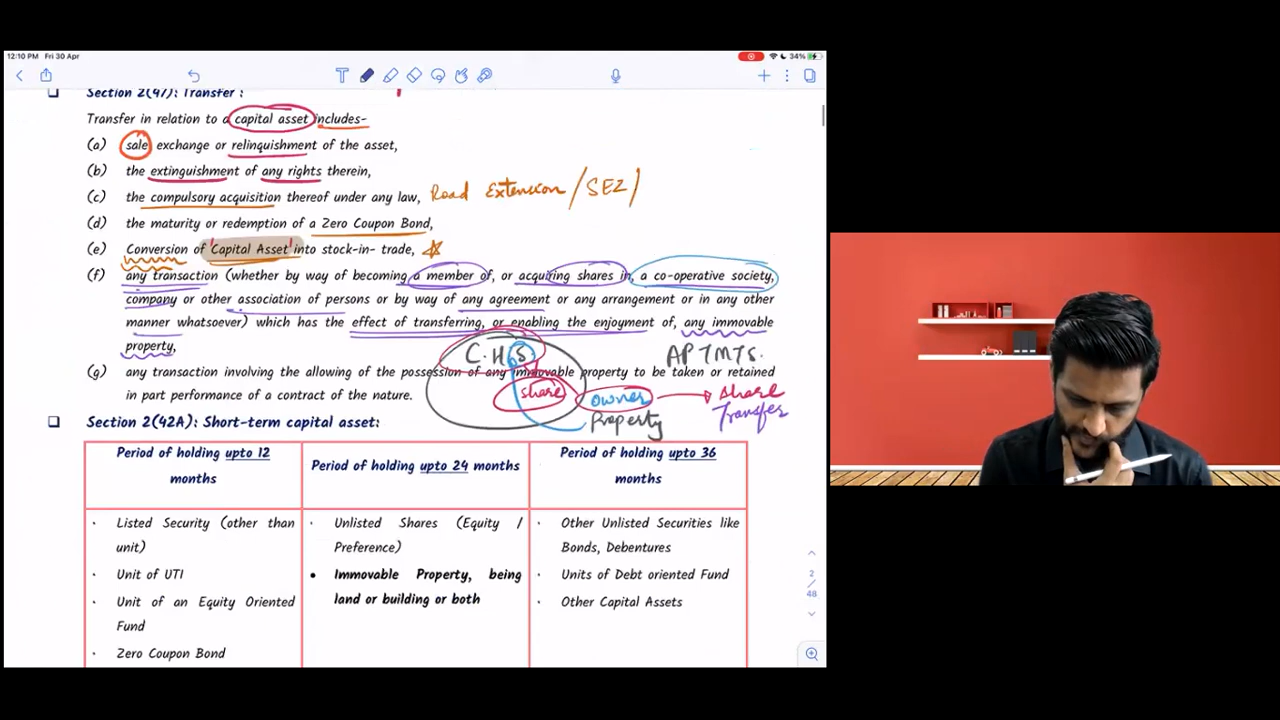 12:10 PM Fri 30 Apr
34%
T
Section 2(47): Transfer :
Transfer in relation to a capital asset includes-
(a) sale exchange or relinquishment of the asset,
(b) the extinguishment of any rights therein,
(c) the compulsory acquisition thereof under any law, Road Extension / SEZ /
(d) the maturity or redemption of a Zero Coupon Bond,
(e) Conversion of 'Capital Asset' into stock-in- trade,
(f) any transaction (whether by way of becoming a member of, or acquiring shares in, a co-operative society,
company or other association of persons or by way of any agreement or any arrangement or in any other
manner whatsoever) which has the effect of transferring, or enabling the enjoyment of, any immovable
property,
C.H.S
APTMTS.
(g) any transaction involving the allowing of the possession of any immovable property to be taken or retained
in part performance of a contract of the nature.
share
owner
Property
share
Transfer
Section 2(42A): Short-term capital asset:
Period of holding upto 12
months
Period of holding upto 24 months
Period of holding upto 36
months
· Listed Security (other than
unit)
· Unit of UTI
· Unit of an Equity Oriented
Fund
· Zero Coupon Bond
· Unlisted Shares (Equity /
Preference)
• Immovable Property, being
land or building or both
· Other Unlisted Securities like
Bonds, Debentures
· Units of Debt oriented Fund
· Other Capital Assets
2
/
48